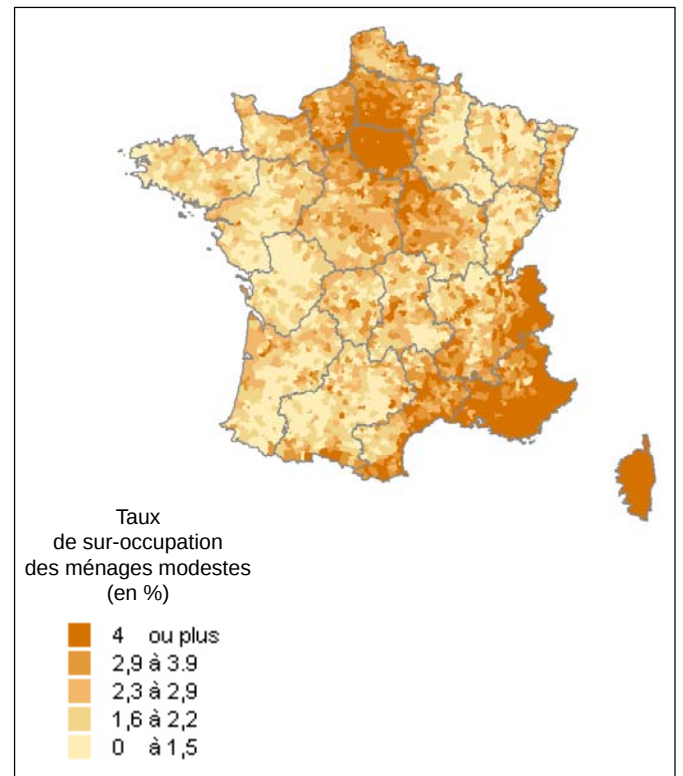 Taux
de sur-occupation
des ménages modestes
(en %)
4 ou plus
2,9 à 3.9
2,3 à 2,9
1,6 à 2,2
0 à 1,5